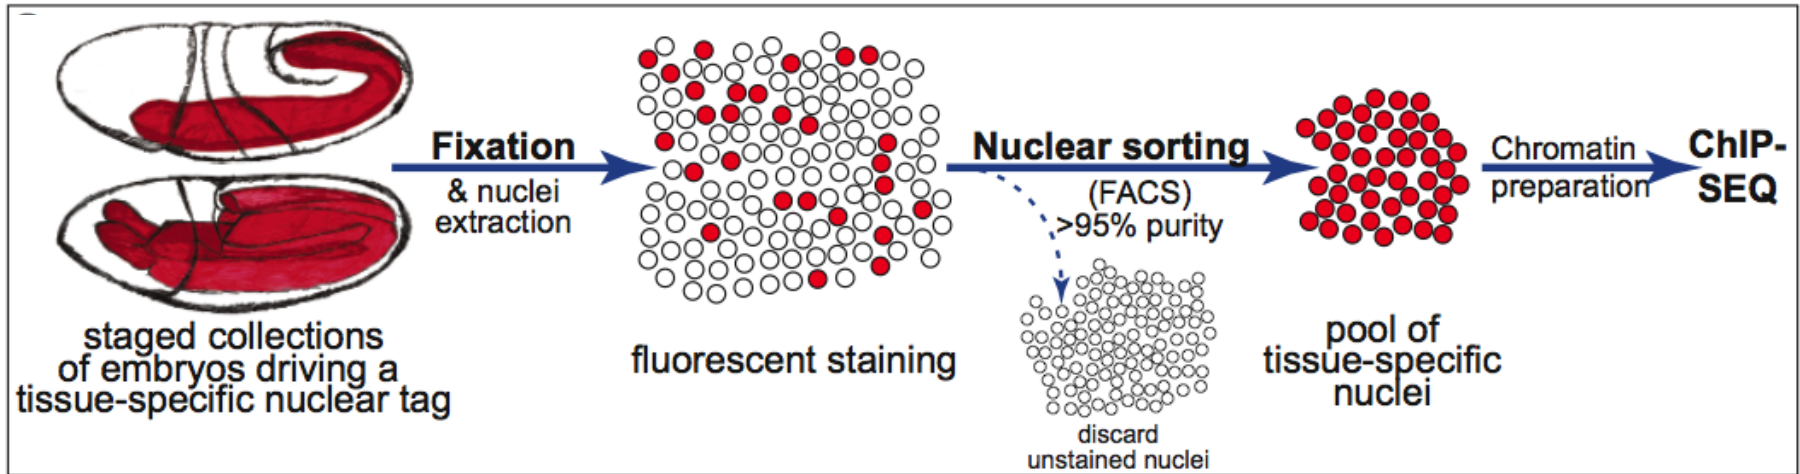 staged collections
of embryos driving a
tissue-specific nuclear tag
Fixation
& nuclei
extraction
fluorescent staining
Nuclear sorting
(FACS)
>95% purity
discard
unstained nuclei
pool of
tissue-specific
nuclei
Chromatin
preparation
ChIP-
SEQ